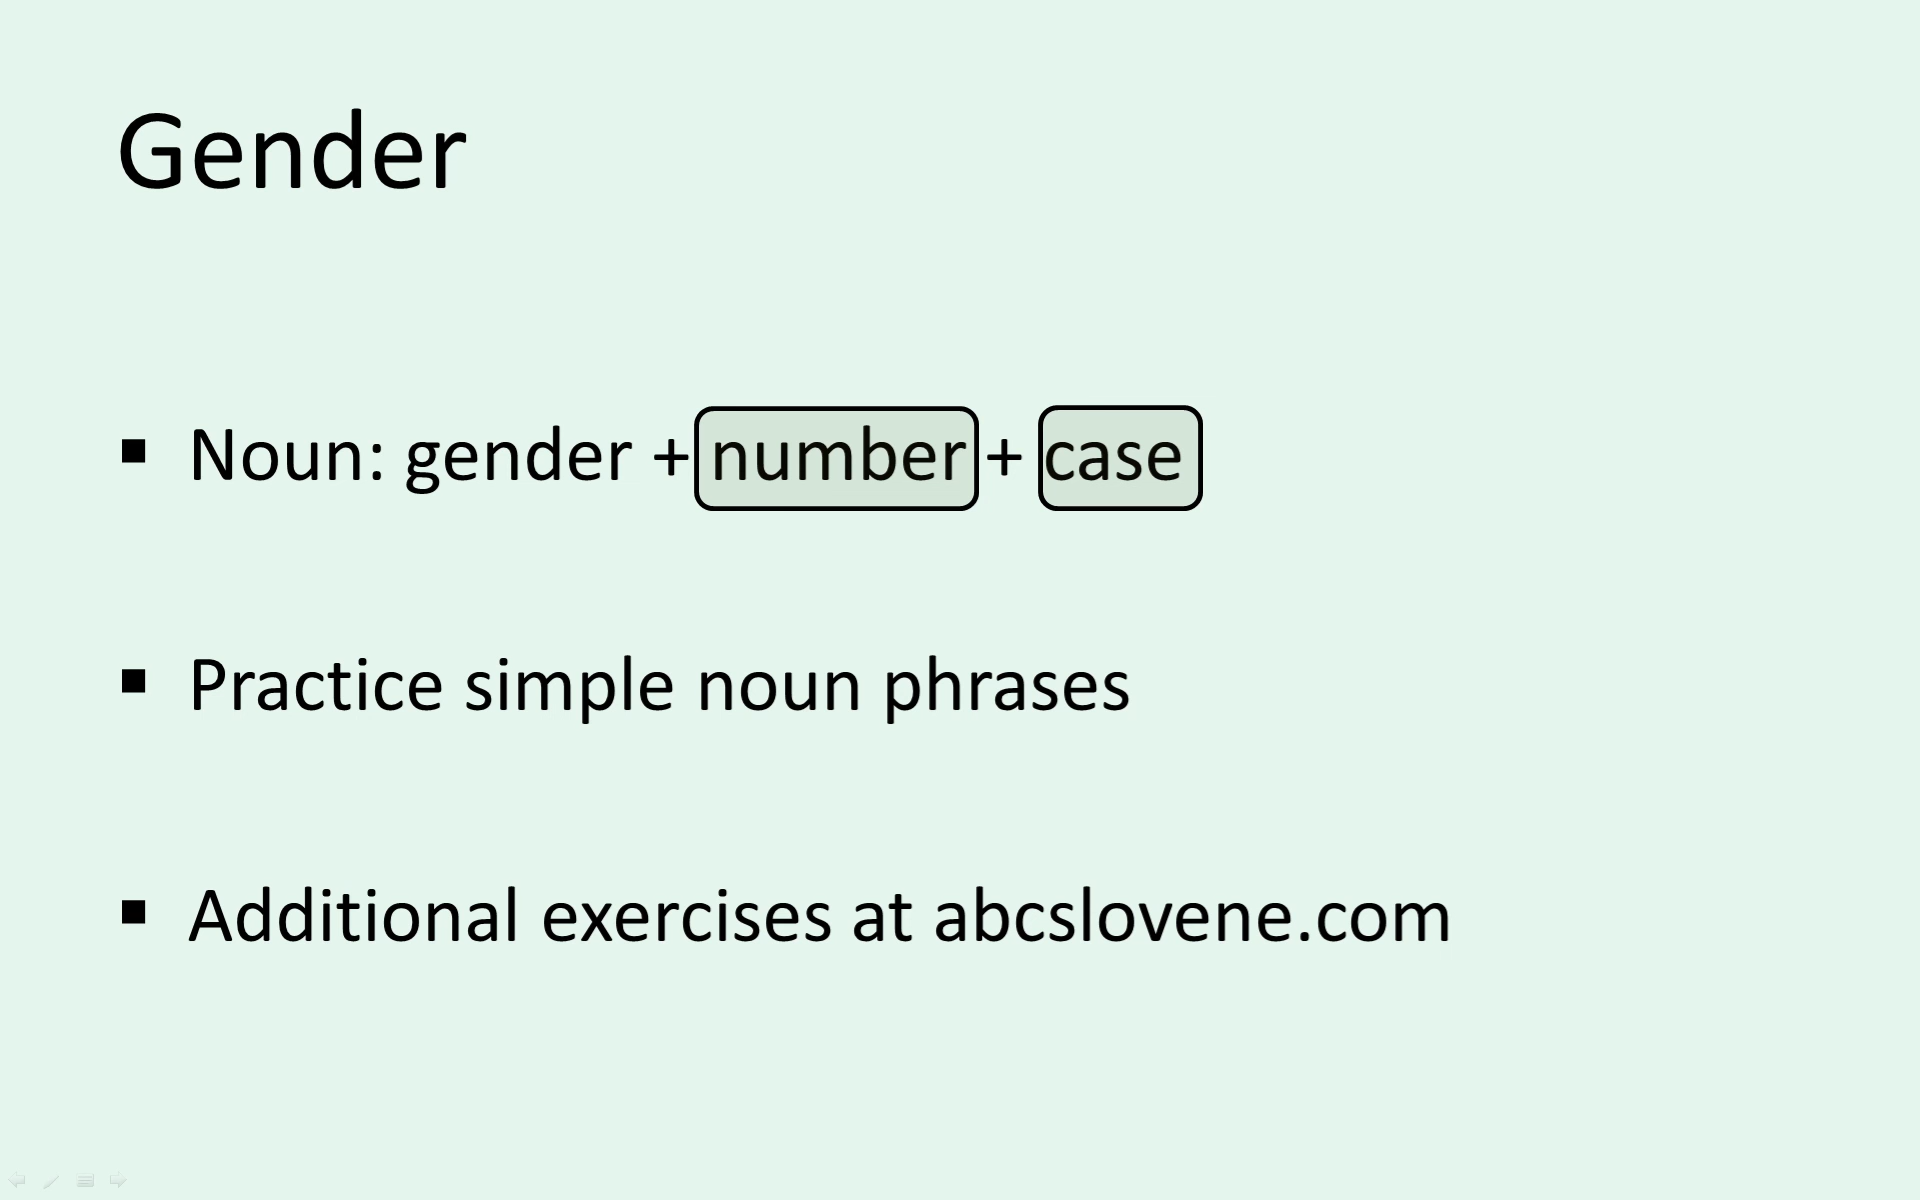 Gender
▪ Noun: gender + number + case
▪ Practice simple noun phrases
▪ Additional exercises at abcslovene.com